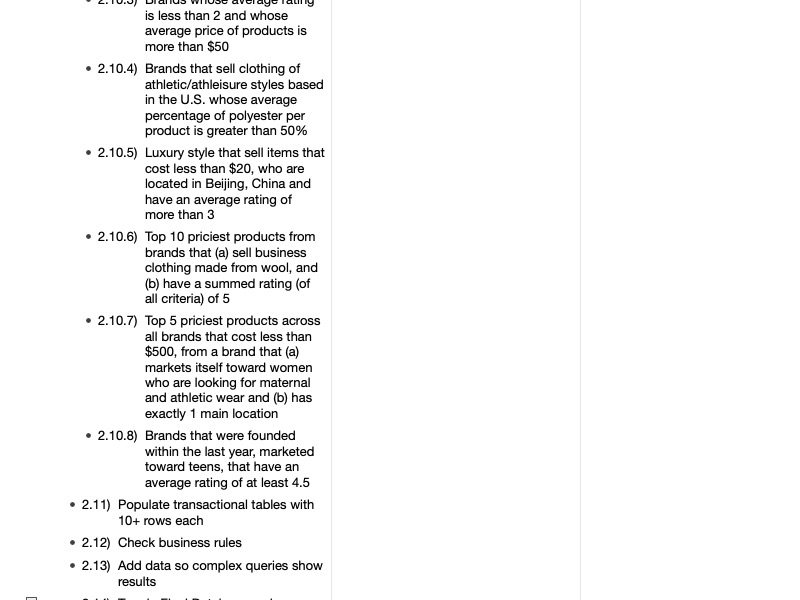 2.10.3) Brands whose average rating
is less than 2 and whose
average price of products is
more than $50
• 2.10.4) Brands that sell clothing of
athletic/athleisure styles based
in the U.S. whose average
percentage of polyester per
product is greater than 50%
• 2.10.5) Luxury style that sell items that
cost less than $20, who are
located in Beijing, China and
have an average rating of
more than 3
• 2.10.6) Top 10 priciest products from
brands that (a) sell business
clothing made from wool, and
(b) have a summed rating (of
all criteria) of 5
• 2.10.7) Top 5 priciest products across
all brands that cost less than
$500, from a brand that (a)
markets itself toward women
who are looking for maternal
and athletic wear and (b) has
exactly 1 main location
• 2.10.8) Brands that were founded
within the last year, marketed
toward teens, that have an
average rating of at least 4.5
• 2.11) Populate transactional tables with
10+ rows each
• 2.12) Check business rules
• 2.13) Add data so complex queries show
results